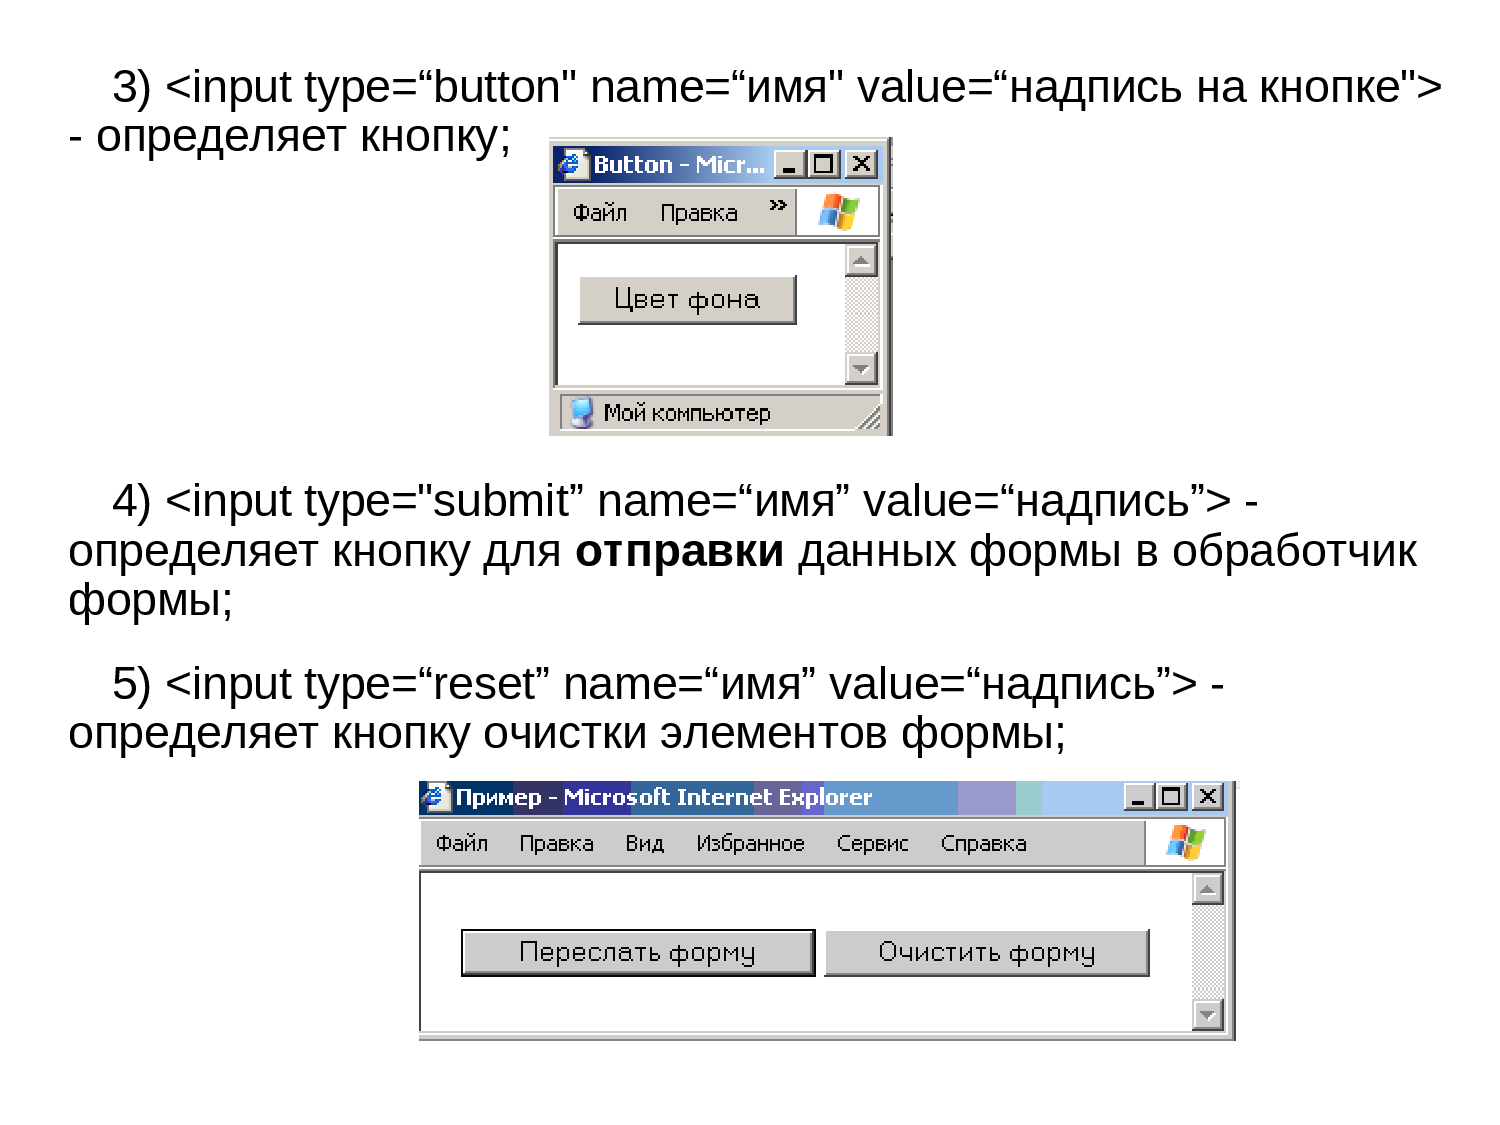 3) <input type=“button" name=“имя" value=“надпись на кнопке">
- определяет кнопку;
Button - Micr...
Файл Правка »
Цвет фона
Мой компьютер
4) <input type="submit” name=“имя” value=“надпись”> -
определяет кнопку для отправки данных формы в обработчик
формы;
5) <input type=“reset” name=“имя” value=“надпись”> -
определяет кнопку очистки элементов формы;
Пример - Microsoft Internet Explorer
Файл Правка Вид Избранное Сервис Справка
Переслать форму Очистить форму